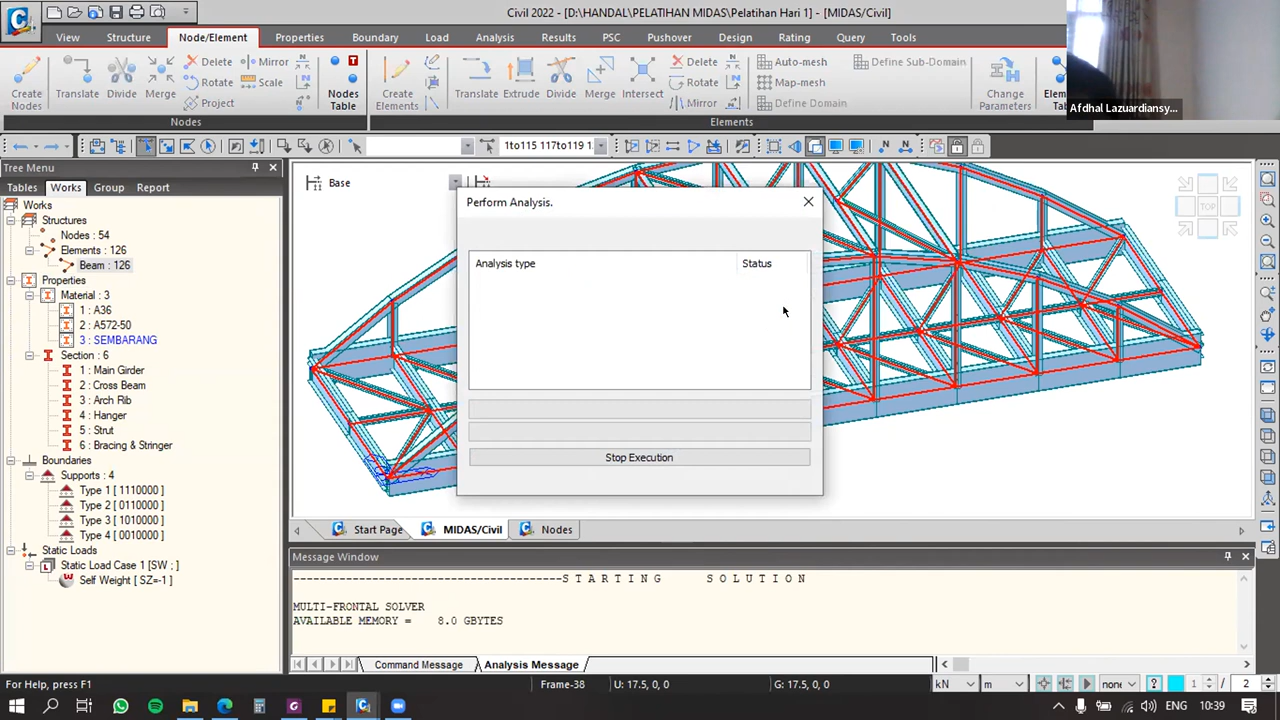 Civil 2022 - [D:\HANDAL\PELATIHAN MIDAS\Pelatihan Hari 1] - [MIDAS/Civil]
View Structure Node/Element Properties Boundary Load Analysis Results PSC Pushover Design Rating Query Tools
Create Nodes
Translate
Divide
Merge
Delete
Rotate
Project
Mirror
Scale
Nodes Table
Nodes
Create Elements
Translate
Extrude
Divide
Merge
Intersect
Delete
Rotate
Mirror
Auto-mesh
Map-mesh
Define Domain
Define Sub-Domain
Change Parameters
Elements
Afdhal Lazuardiansy...
1to115 117to119 1
Tree Menu
Tables Works Group Report
Works
Structures
Nodes : 54
Elements : 126
Beam : 126
Properties
Material : 3
1 : A36
2 : A572-50
3 : SEMBARANG
Section : 6
1 : Main Girder
2 : Cross Beam
3 : Arch Rib
4 : Hanger
5 : Strut
6 : Bracing & Stringer
Boundaries
Supports : 4
Type 1 [ 1110000 ]
Type 2 [ 0110000 ]
Type 3 [ 1010000 ]
Type 4 [ 0010000 ]
Static Loads
Static Load Case 1 [SW ; ]
Self Weight [ SZ=-1 ]
Base
TOP
Perform Analysis.
Analysis type Status
Stop Execution
Start Page MIDAS/Civil Nodes
Message Window
------------------------------------S T A R T I N G S O L U T I O N
MULTI-FRONTAL SOLVER
AVAILABLE MEMORY = 8.0 GBYTES
Command Message Analysis Message
For Help, press F1 Frame-38 U: 17.5, 0, 0 G: 17.5, 0, 0 kN m none ? 1 / 2
ENG 10:39